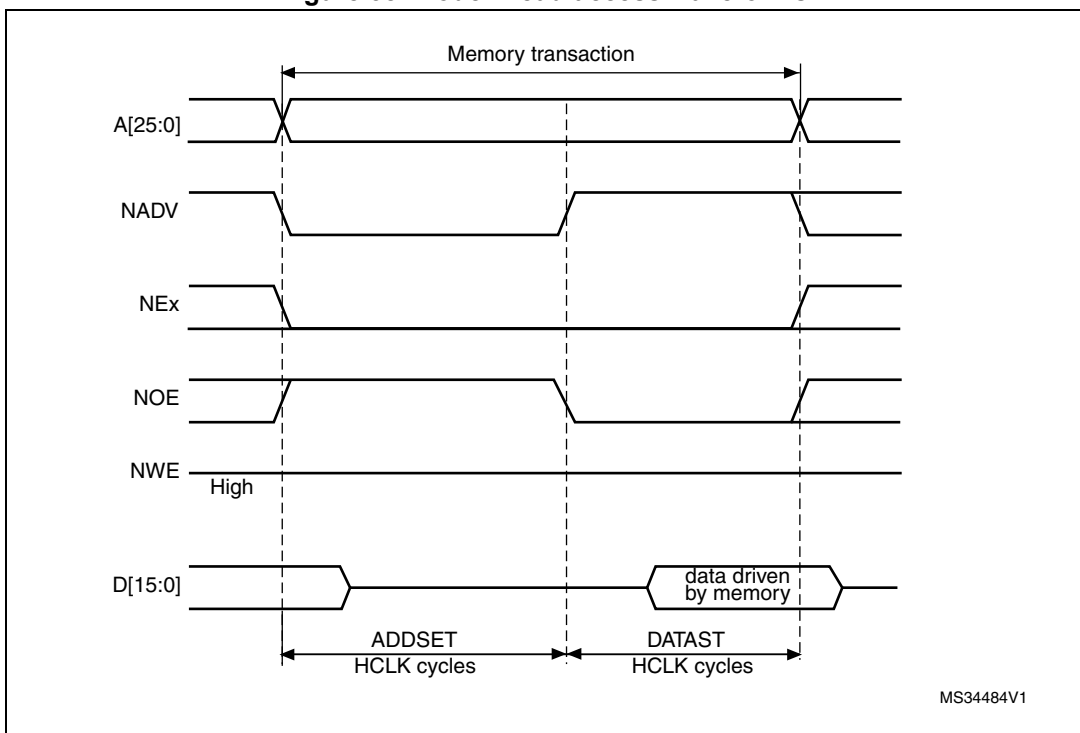 Memory transaction
A[25:0]
NADV
NEx
NOE
NWE
High
D[15:0]
data driven
by memory
ADDSET
HCLK cycles
DATAST
HCLK cycles
MS34484V1